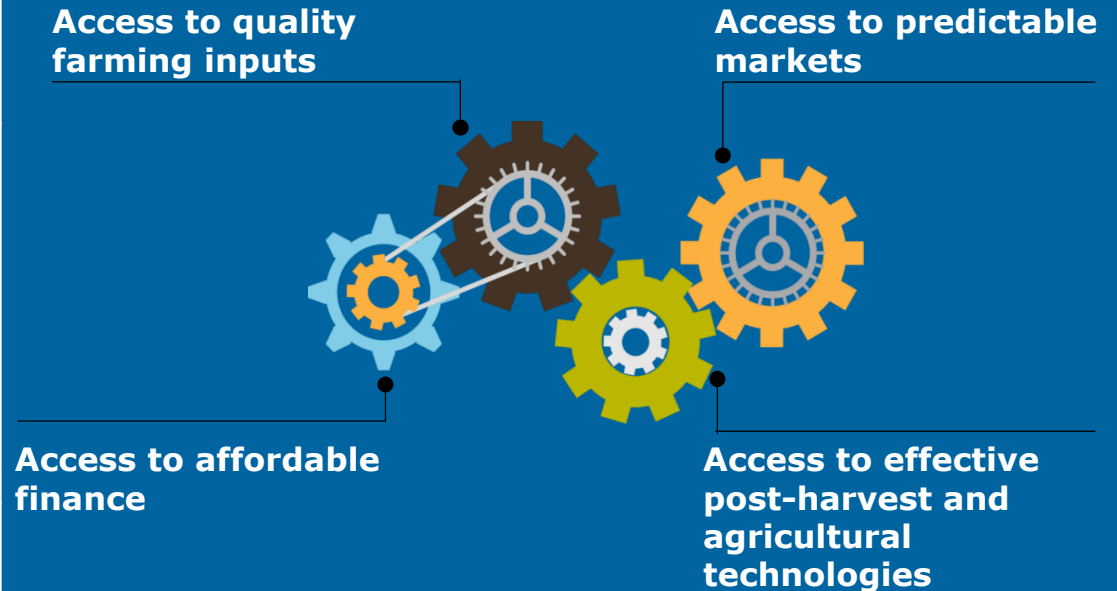 Access to quality
farming inputs
Access to predictable
markets
Access to affordable
finance
Access to effective
post-harvest and
agricultural
technologies